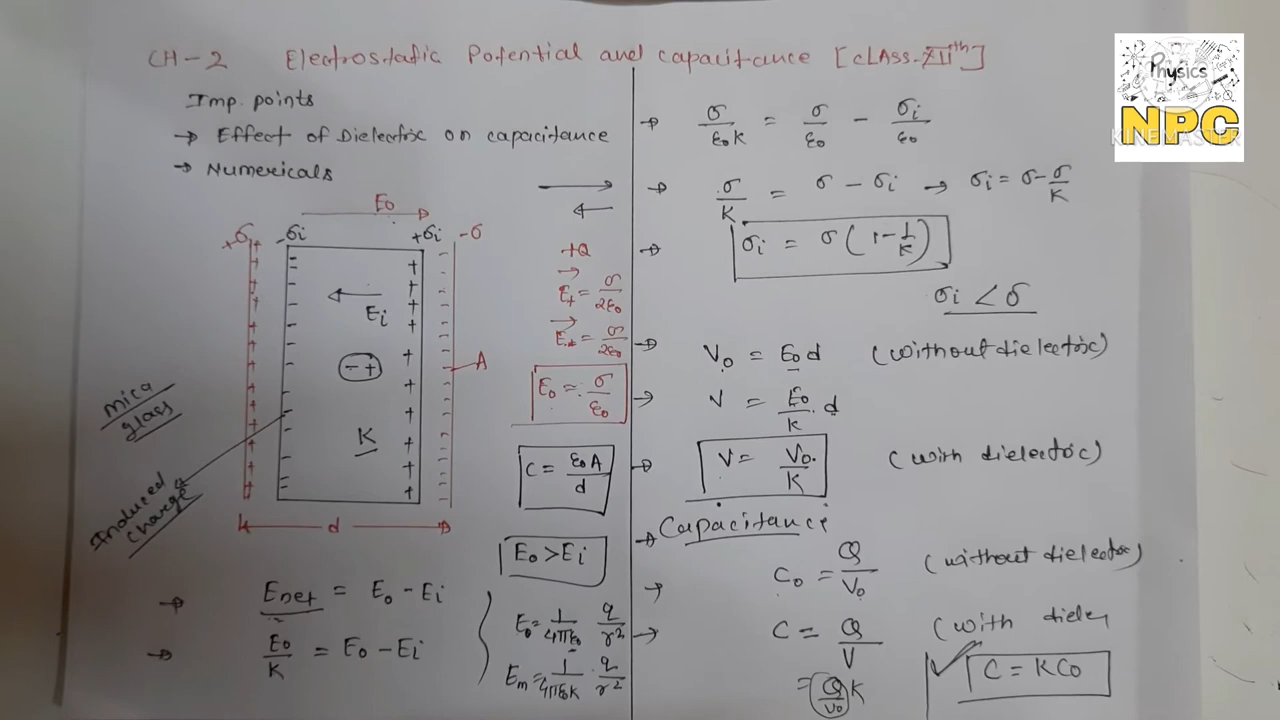 CH-2 Electrostatic Potential and capacitance [CLASS-XIIth]
Imp. points
→ Effect of Dielectric on capacitance
→ Numericals
E₀
+σ -σi +σi -σ
Ei
- +
K
A
d
mica
glass
Induced
charge
+Q
E₊ = σ/2ε₀
σ/2ε₀
E₀ = σ/ε₀
C = ε₀A/d
E₀ > Ei
→ Enet = E₀ - Ei
→ E₀/K = E₀ - Ei
E₀ = 1/4πε₀ q/r²
Em = 1/4πε₀K · q/r²
→ σ/ε₀K = σ/ε₀ - σi/ε₀
→ σ/K = σ - σi → σi = σ - σ/K
→ σi = σ(1 - 1/K)
σi < σ
→ V₀ = E₀d (without dielectric)
→ V = E₀/K · d
→ V = V₀/K (with dielectric)
→ Capacitance
→ C₀ = Q/V₀ (without dielectric)
→ C = Q/V (with diele
= Q/V₀ K
C = KC₀
Physics
NPC
KINEMASTER